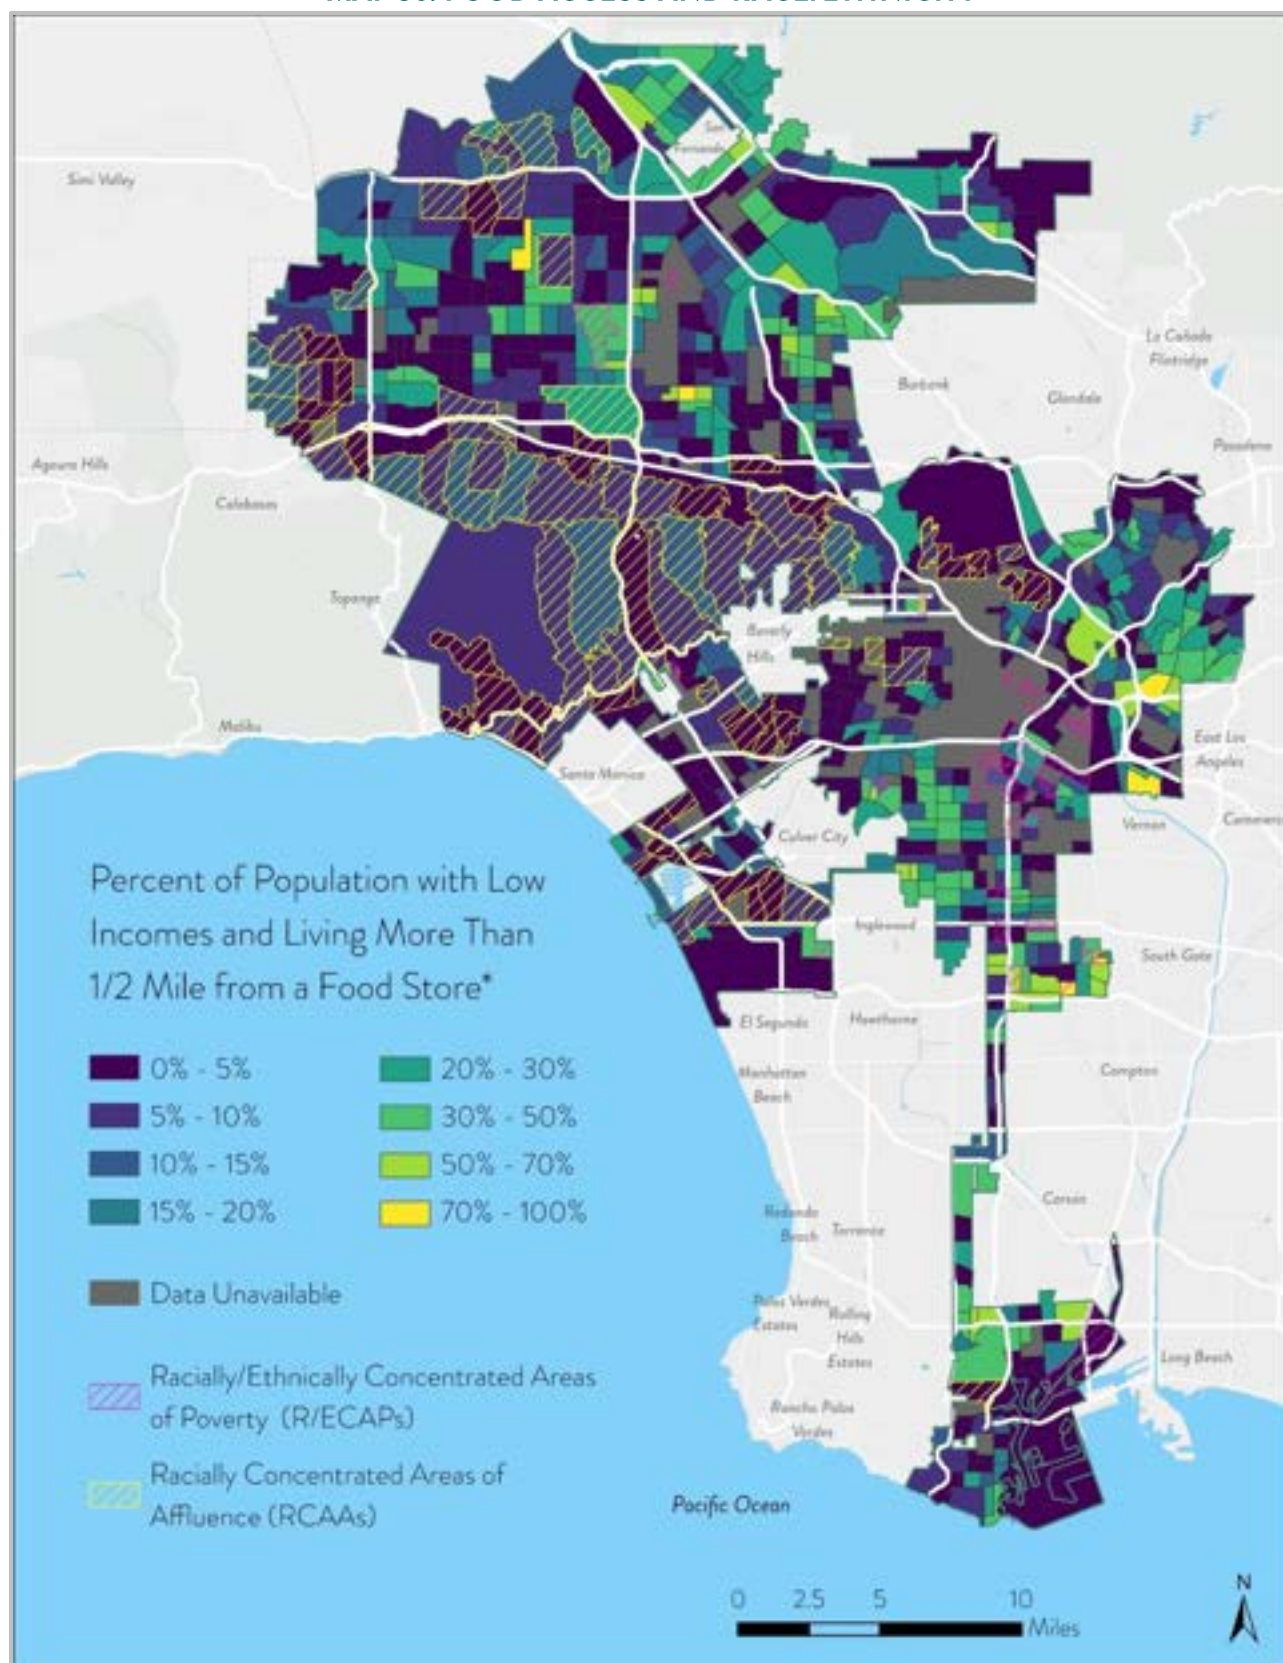 Simi Valley
San
Fernando
La Cañada
Flintridge
Burbank
Glendale
Pasadena
Agoura Hills
Calabasas
Topanga
Beverly
Hills
Malibu
East Los
Angeles
Santa Monica
Culver City
Vernon
Percent of Population with Low
Incomes and Living More Than
1/2 Mile from a Food Store*
Inglewood
South Gate
El Segundo
Hawthorne
0% - 5%
20% - 30%
Manhattan
Beach
Compton
5% - 10%
30% - 50%
10% - 15%
50% - 70%
15% - 20%
70% - 100%
Carson
Redondo
Beach
Torrance
Data Unavailable
Palos Verdes
Estates
Rolling
Hills
Estates
Long Beach
Racially/Ethnically Concentrated Areas
of Poverty (R/ECAPs)
Rancho Palos
Verdes
Racially Concentrated Areas of
Affluence (RCAAs)
Pacific Ocean
0 2.5 5 10
Miles
N